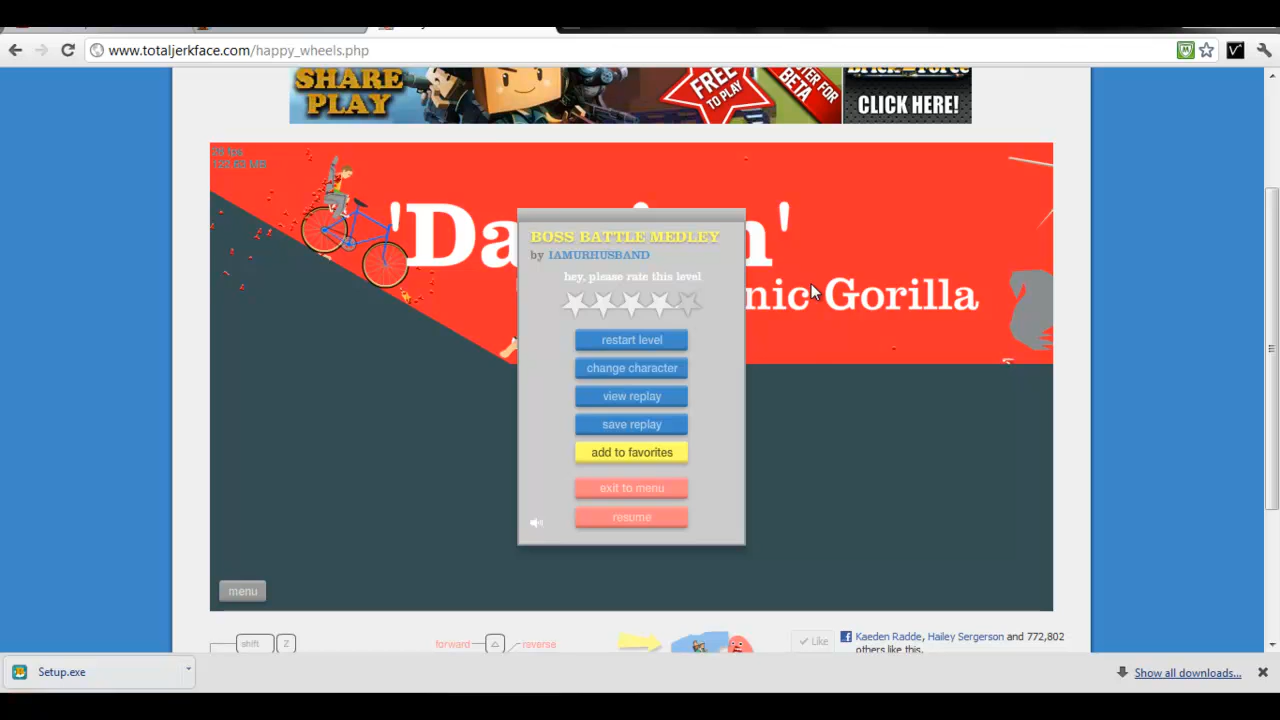 www.totaljerkface.com/happy_wheels.php
SHARE
PLAY
FREE
TO PLAY
BETA
CLICK HERE!
BOSS BATTLE MEDLEY
by IAMURHUSBAND
hey, please rate this level
Gorilla
restart level
change character
view replay
save replay
add to favorites
exit to menu
resume
menu
shift
Z
forward
reverse
Like
Kaeden Radde, Hailey Sergerson and 772,802
others like this.
Setup.exe
Show all downloads...